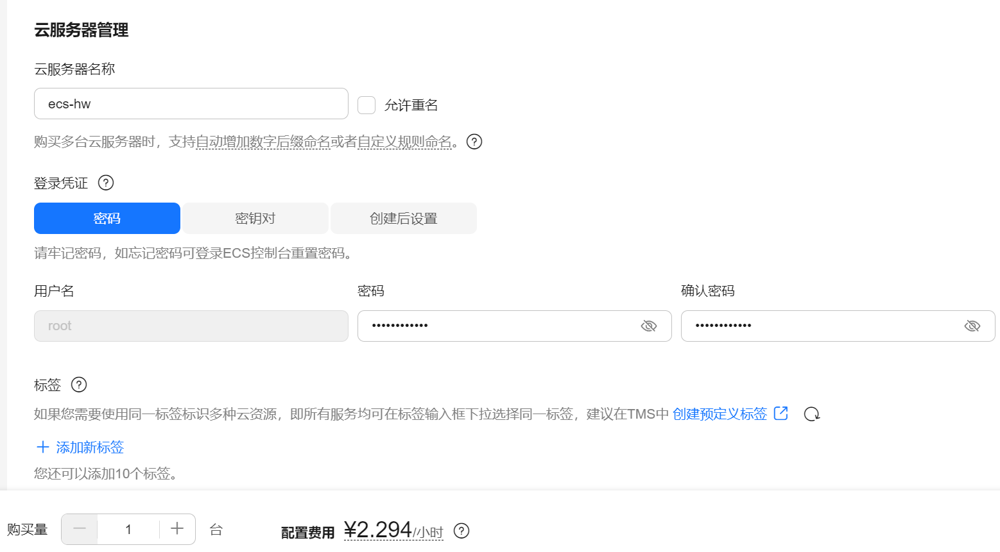 云服务器管理
云服务器名称
ecs-hw
允许重名
购买多台云服务器时，支持自动增加数字后缀命名或者自定义规则命名。
登录凭证
密码 密钥对 创建后设置
请牢记密码，如忘记密码可登录ECS控制台重置密码。
用户名 密码 确认密码
root •••••••••••• ••••••••••••
标签
如果您需要使用同一标签标识多种云资源，即所有服务均可在标签输入框下拉选择同一标签，建议在TMS中 创建预定义标签
添加新标签
您还可以添加10个标签。
购买量 1 台 配置费用 ¥2.294/小时